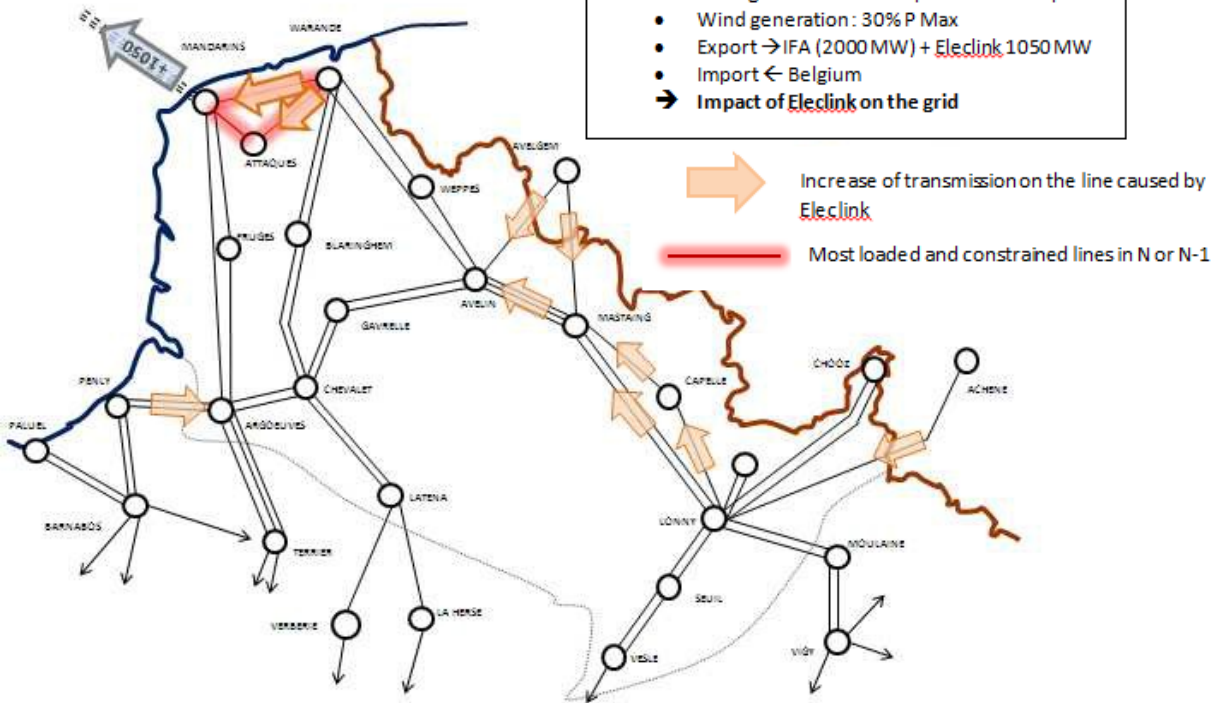 • Wind generation: 30% P Max
• Export →IFA (2000 MW) + Eleclink 1050 MW
• Import ← Belgium
➔ Impact of Eleclink on the grid
+1050
WARANDE
MANDARINS
ATTAQUES
AVELGEM
WEPPES
Increase of transmission on the line caused by
Eleclink
Most loaded and constrained lines in N or N-1
FRUGES
BLARINGHEM
AVELIN
GAVRELLE
MASTAING
CHOOZ
ACHENE
PENLY
CHEVALET
CAPELLE
PALUEL
ARGOEUVES
LATENA
BARNABOS
LONNY
TERRIER
MOULAINE
SEUIL
VERBERIE
LA HERSE
VESLE
VIGY